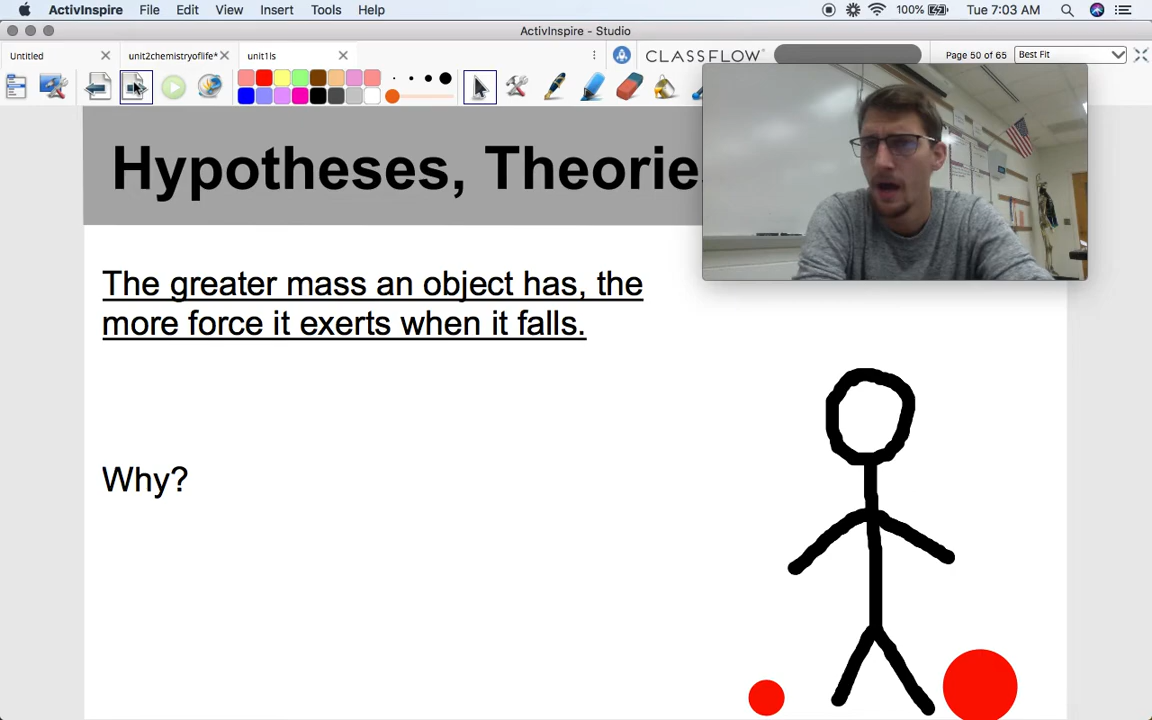 ActivInspire File Edit View Insert Tools Help 100% Tue 7:03 AM
ActivInspire - Studio
Untitled unit2chemistryoflife* unit1ls CLASSFLOW Page 50 of 65 Best Fit
Hypotheses, Theorie
The greater mass an object has, the
more force it exerts when it falls.
Why?